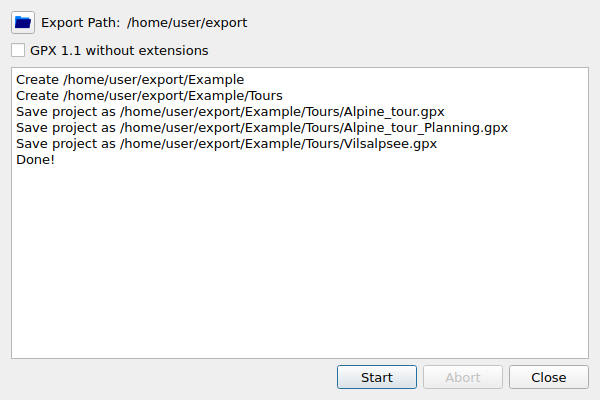 Export Path: /home/user/export
GPX 1.1 without extensions
Create /home/user/export/Example
Create /home/user/export/Example/Tours
Save project as /home/user/export/Example/Tours/Alpine_tour.gpx
Save project as /home/user/export/Example/Tours/Alpine_tour_Planning.gpx
Save project as /home/user/export/Example/Tours/Vilsalpsee.gpx
Done!
Start Abort Close